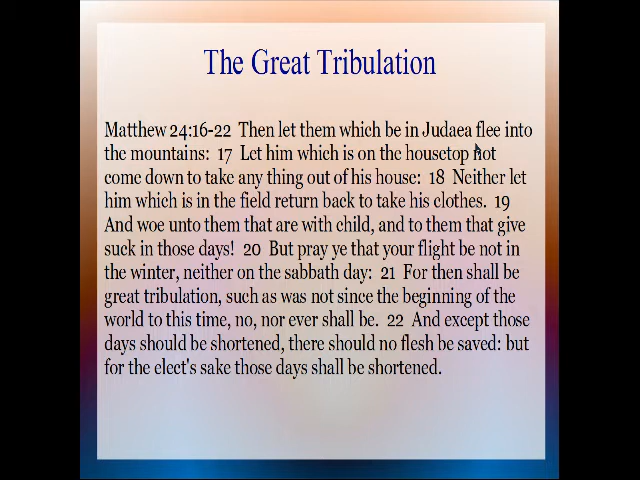 The Great Tribulation
Matthew 24:16-22 Then let them which be in Judaea flee into
the mountains: 17 Let him which is on the housetop not
come down to take any thing out of his house: 18 Neither let
him which is in the field return back to take his clothes. 19
And woe unto them that are with child, and to them that give
suck in those days! 20 But pray ye that your flight be not in
the winter, neither on the sabbath day: 21 For then shall be
great tribulation, such as was not since the beginning of the
world to this time, no, nor ever shall be. 22 And except those
days should be shortened, there should no flesh be saved: but
for the elect's sake those days shall be shortened.